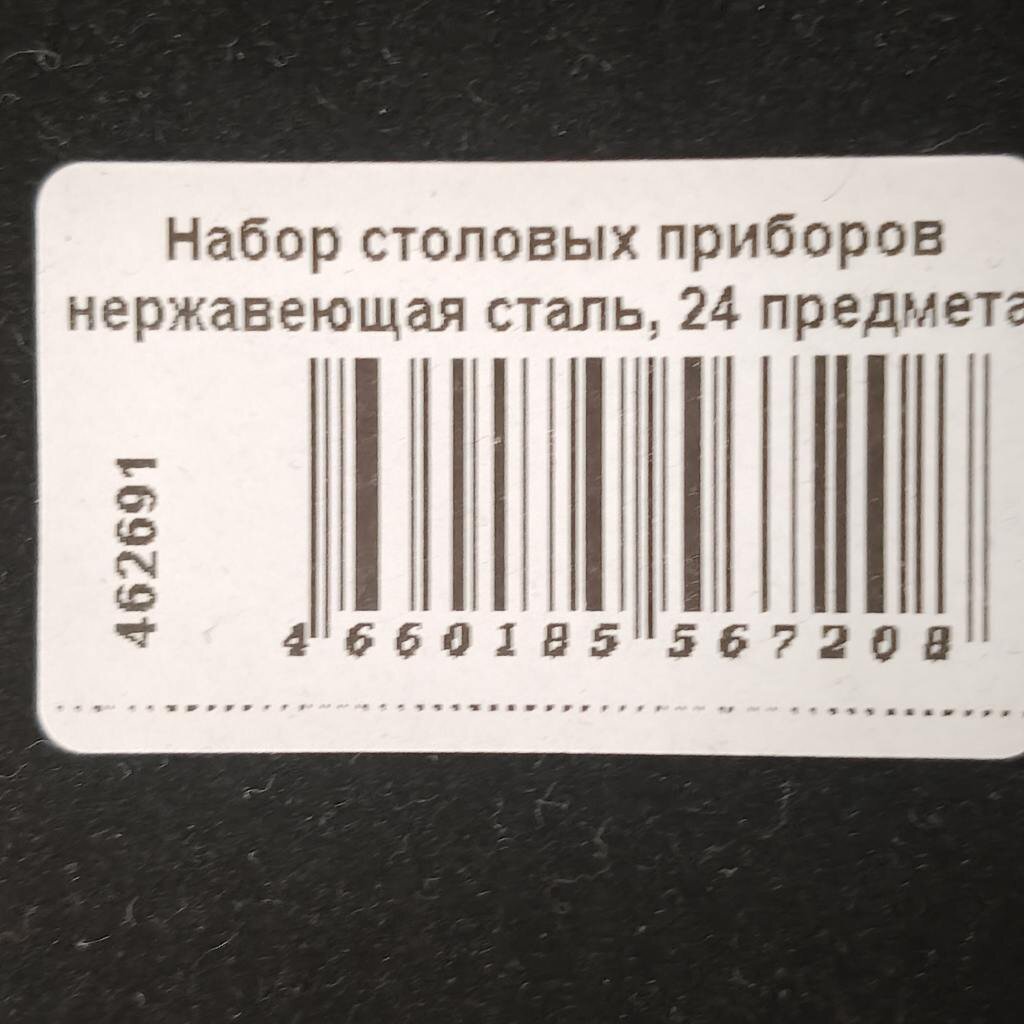 Набор столовых приборов
нержавеющая сталь, 24 предмета
462691
4 660185 567208